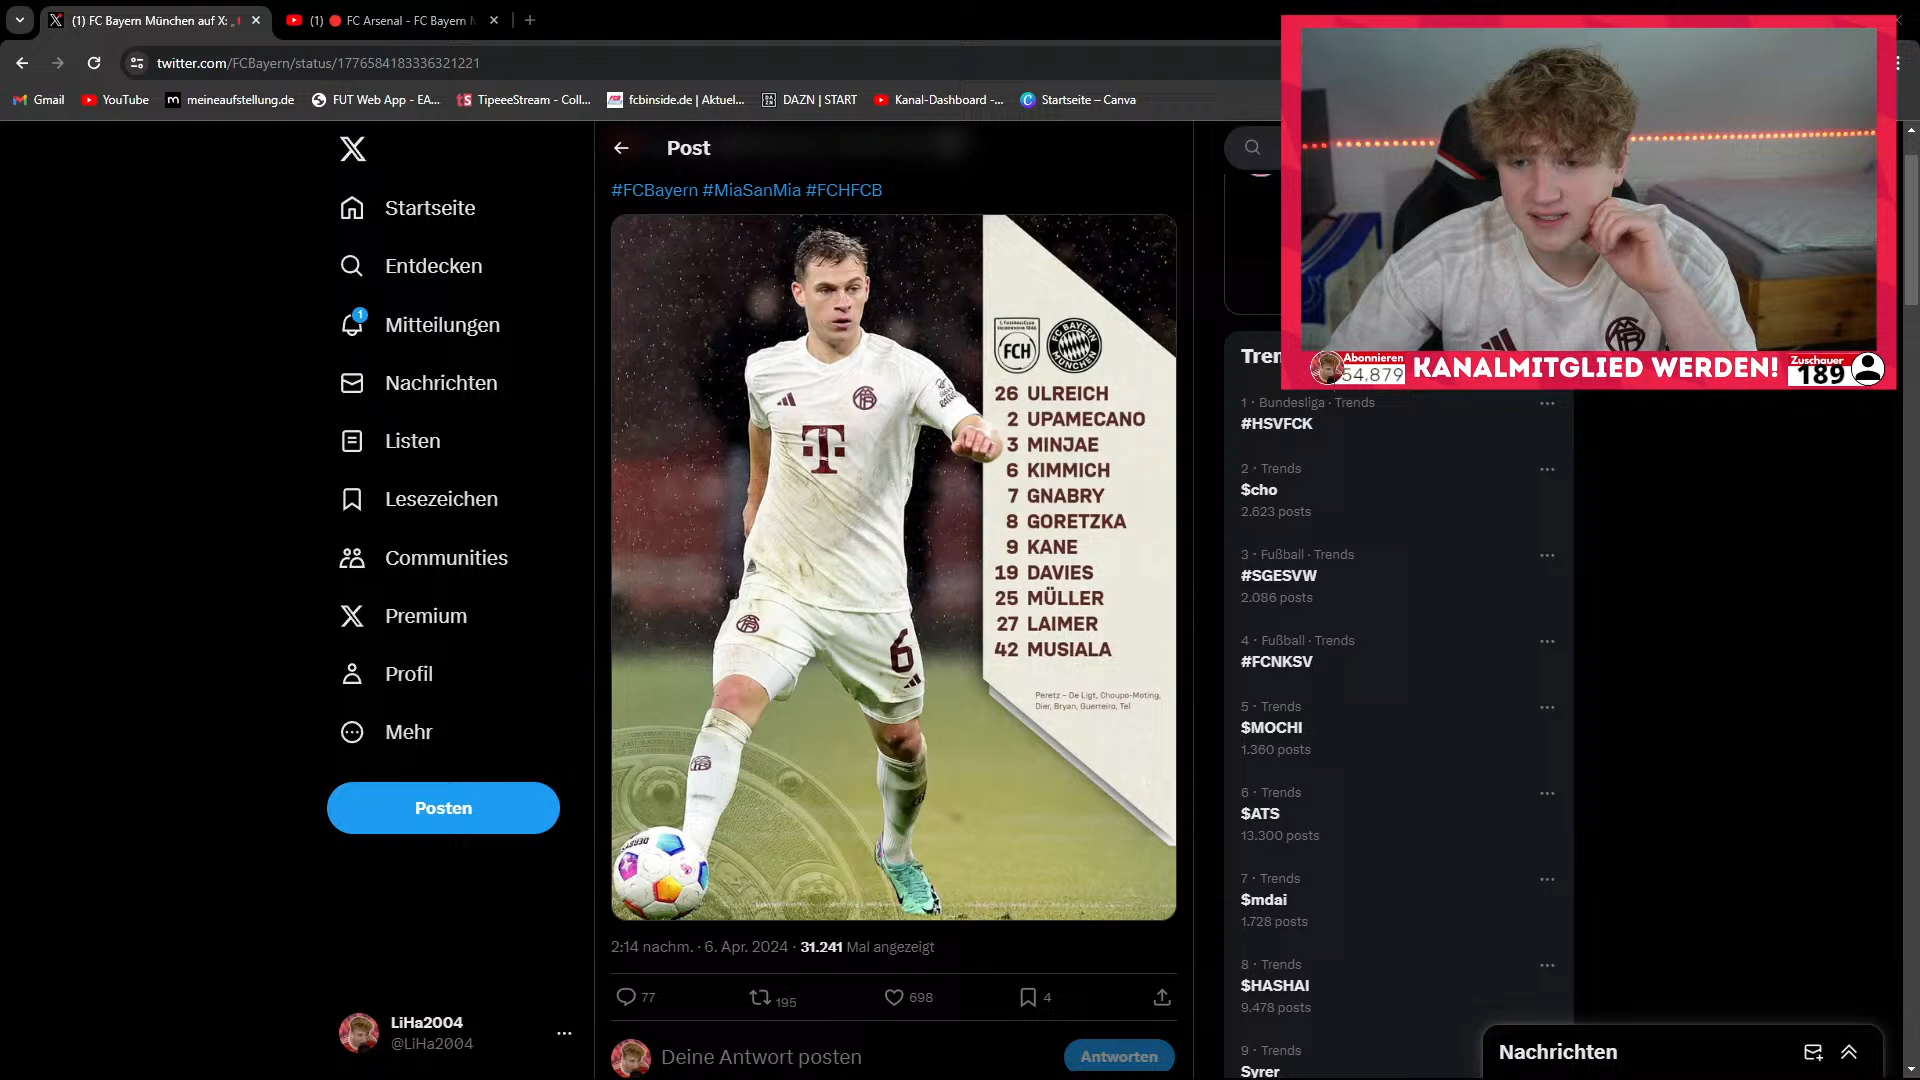 (1) FC Bayern München auf X: „
(1) FC Arsenal - FC Bayern
twitter.com/FCBayern/status/1776584183336321221
Gmail
YouTube
meineaufstellung.de
FUT Web App - EA...
TipeeeStream - Coll...
fcbinside.de | Aktuel...
DAZN | START
Kanal-Dashboard -...
Startseite – Canva
Post
#FCBayern #MiaSanMia #FCHFCB
Startseite
Entdecken
1
Mitteilungen
Nachrichten
Listen
Lesezeichen
Communities
Premium
Profil
Mehr
Posten
LiHa2004
@LiHa2004
FCH
FC BAYERN
MÜNCHEN
26 ULREICH
2 UPAMECANO
3 MINJAE
6 KIMMICH
7 GNABRY
8 GORETZKA
9 KANE
19 DAVIES
25 MÜLLER
27 LAIMER
42 MUSIALA
Peretz – De Ligt, Choupo-Moting,
Dier, Bryan, Guerreiro, Tel
T
6
2:14 nachm. · 6. Apr. 2024 · 31.241 Mal angezeigt
77
195
698
4
Deine Antwort posten
Antworten
Abonnieren
54,879
KANALMITGLIED WERDEN!
Zuschauer
189
Tren
1 · Bundesliga · Trends
#HSVFCK
2 · Trends
$cho
2.623 posts
3 · Fußball · Trends
#SGESVW
2.086 posts
4 · Fußball · Trends
#FCNKSV
5 · Trends
$MOCHI
1.360 posts
6 · Trends
$ATS
13.300 posts
7 · Trends
$mdai
1.728 posts
8 · Trends
$HASHAI
9.478 posts
9 · Trends
Syrer
Nachrichten